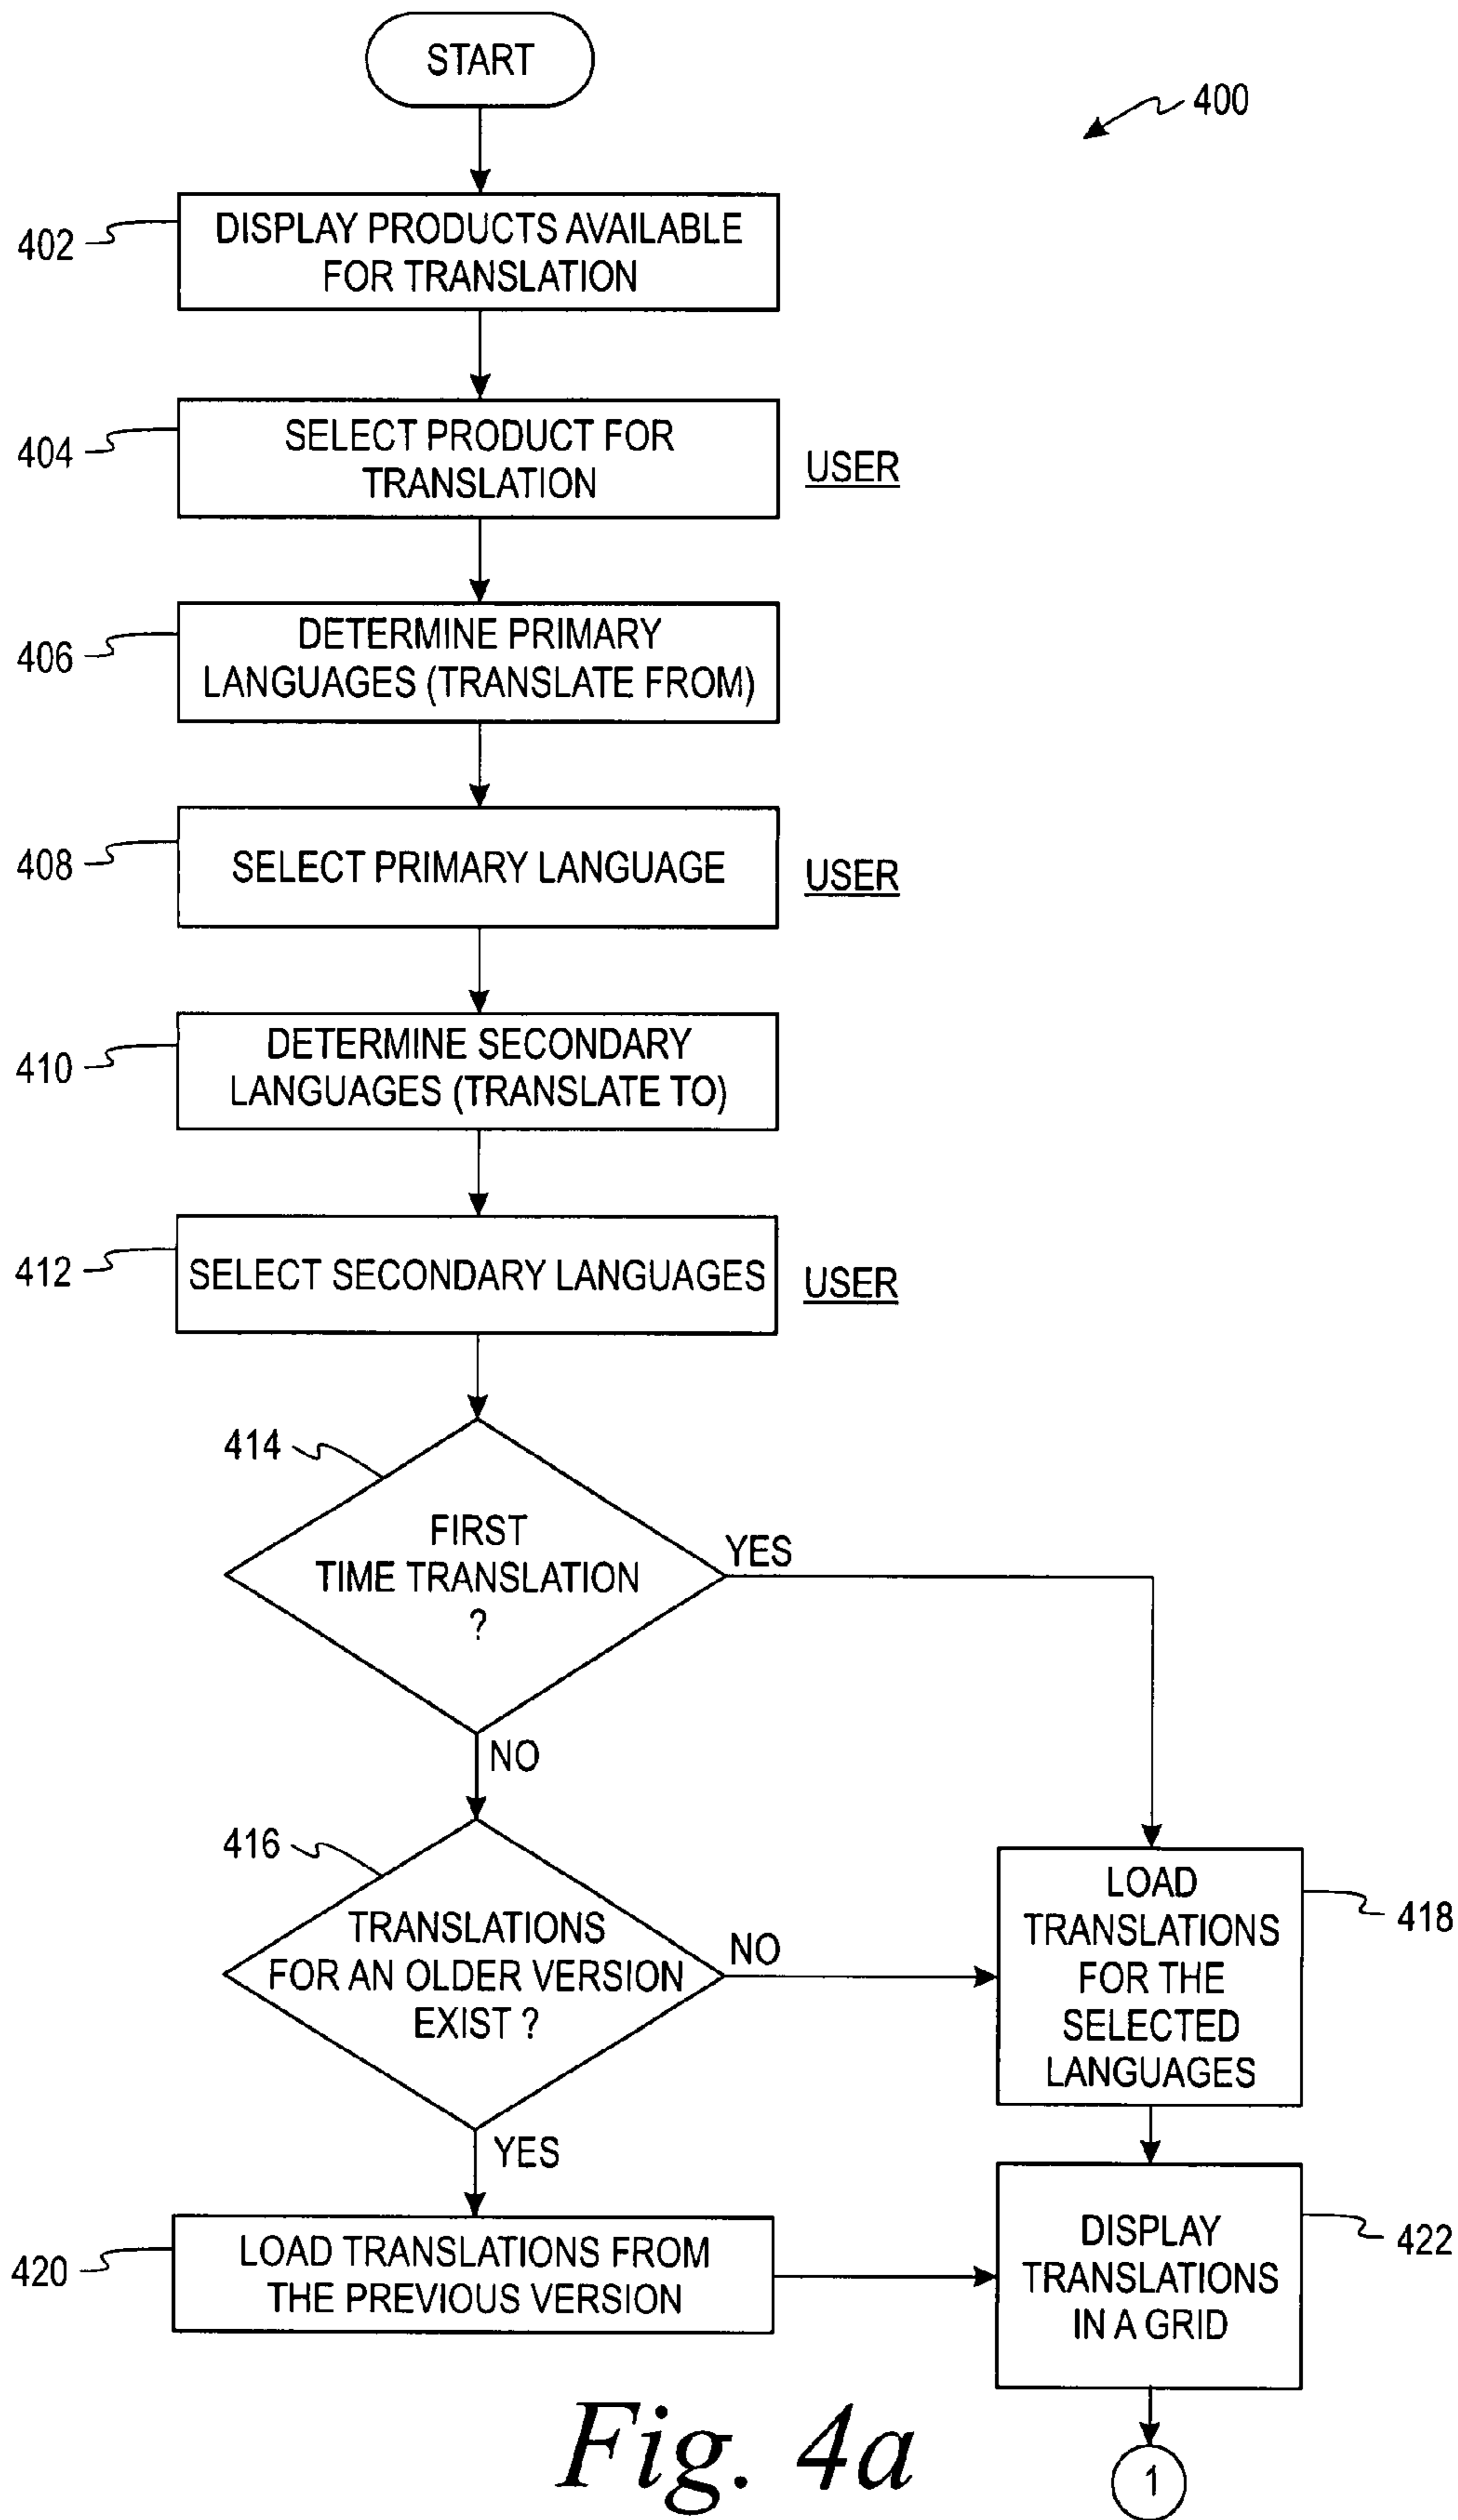 START
400
402
DISPLAY PRODUCTS AVAILABLE
FOR TRANSLATION
404
SELECT PRODUCT FOR
TRANSLATION
USER
406
DETERMINE PRIMARY
LANGUAGES (TRANSLATE FROM)
408
SELECT PRIMARY LANGUAGE
USER
410
DETERMINE SECONDARY
LANGUAGES (TRANSLATE TO)
412
SELECT SECONDARY LANGUAGES
USER
414
FIRST
TIME TRANSLATION
?
YES
NO
416
TRANSLATIONS
FOR AN OLDER VERSION
EXIST ?
NO
YES
LOAD
TRANSLATIONS
FOR THE
SELECTED
LANGUAGES
418
420
LOAD TRANSLATIONS FROM
THE PREVIOUS VERSION
DISPLAY
TRANSLATIONS
IN A GRID
422
1
Fig. 4a